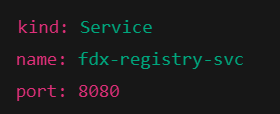 kind: Service
name: fdx-registry-svc
port: 8080